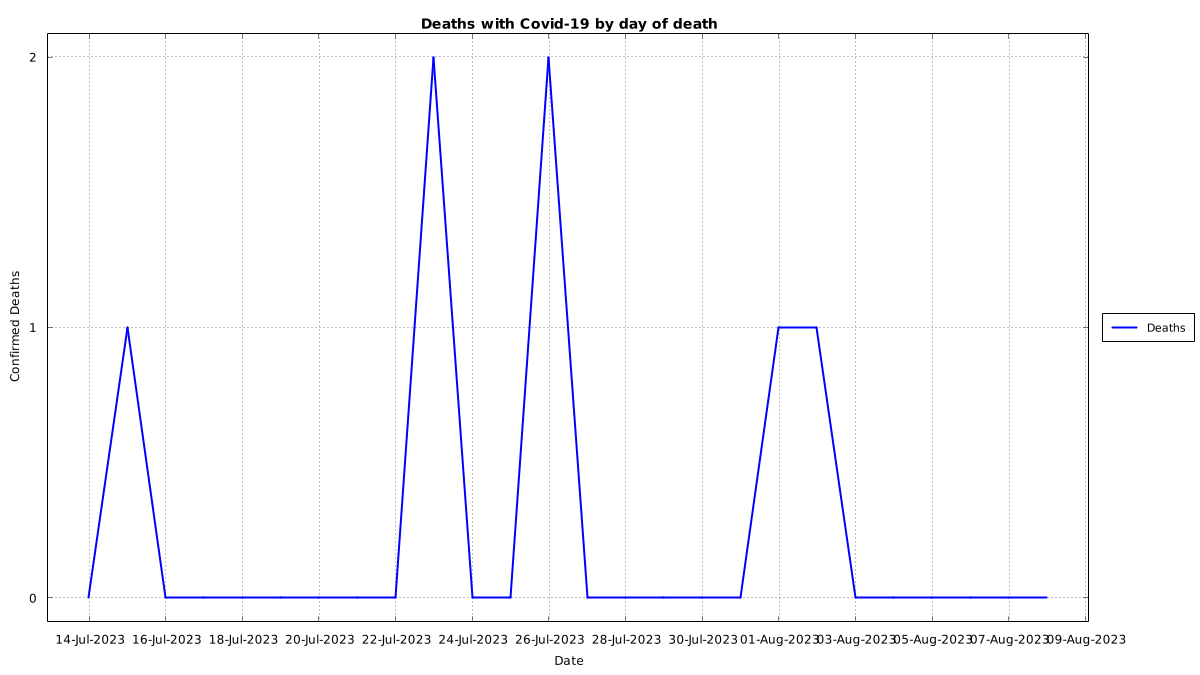 Deaths with Covid-19 by day of death
2
1
0
Confirmed Deaths
Deaths
14-Jul-2023 16-Jul-2023 18-Jul-2023 20-Jul-2023 22-Jul-2023 24-Jul-2023 26-Jul-2023 28-Jul-2023 30-Jul-2023 01-Aug-2023 03-Aug-2023 05-Aug-2023 07-Aug-2023 09-Aug-2023
Date